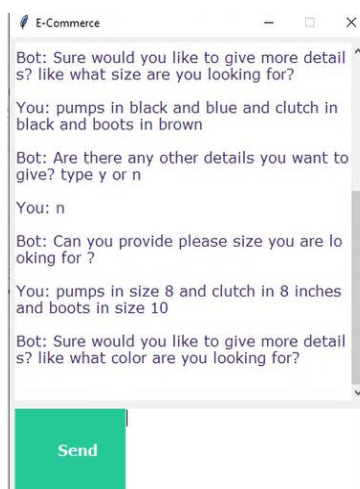 E-Commerce
Bot: Sure would you like to give more detail
s? like what size are you looking for?
You: pumps in black and blue and clutch in
black and boots in brown
Bot: Are there any other details you want to
give? type y or n
You: n
Bot: Can you provide please size you are lo
oking for ?
You: pumps in size 8 and clutch in 8 inches
and boots in size 10
Bot: Sure would you like to give more detail
s? like what color are you looking for?
Send